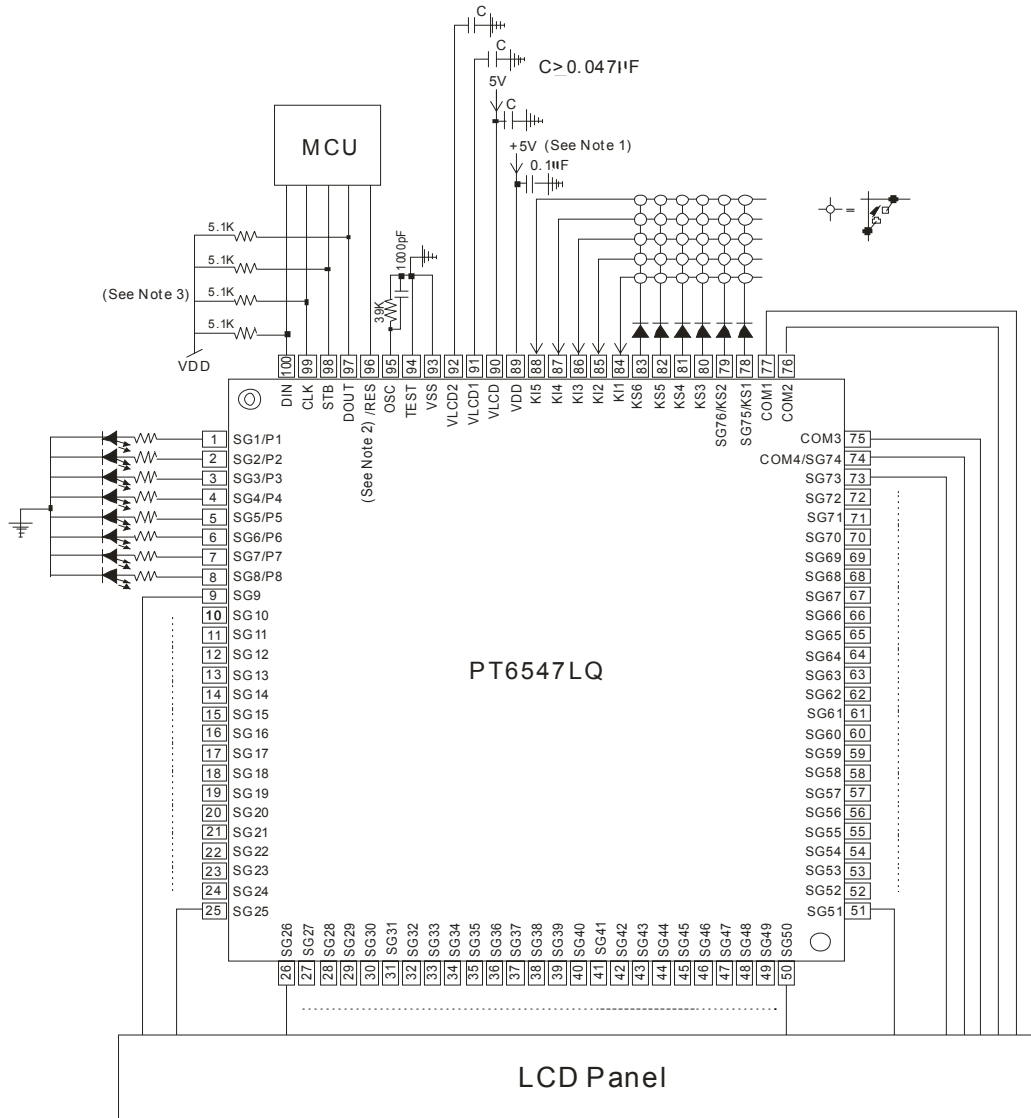 C
C
C≥0.047μF
5V
C
MCU
+5V (See Note 1)
0.1μF
5.1K
5.1K
(See Note 3)
5.1K
5.1K
VDD
39K
1000pF
=
100 99 98 97 96 95 94 93 92 91 90 89 88 87 86 85 84 83 82 81 80 79 78 77 76
DIN CLK STB DOUT /RES OSC TEST VSS VLCD2 VLCD1 VLCD VDD KI5 KI4 KI3 KI2 KI1 KS6 KS5 KS4 KS3 SG76/KS2 SG75/KS1 COM1 COM2
(See Note 2)
1 SG1/P1
2 SG2/P2
3 SG3/P3
4 SG4/P4
5 SG5/P5
6 SG6/P6
7 SG7/P7
8 SG8/P8
9 SG9
10 SG10
11 SG11
12 SG12
13 SG13
14 SG14
15 SG15
16 SG16
17 SG17
18 SG18
19 SG19
20 SG20
21 SG21
22 SG22
23 SG23
24 SG24
25 SG25
PT6547LQ
COM3 75
COM4/SG74 74
SG73 73
SG72 72
SG71 71
SG70 70
SG69 69
SG68 68
SG67 67
SG66 66
SG65 65
SG64 64
SG63 63
SG62 62
SG61 61
SG60 60
SG59 59
SG58 58
SG57 57
SG56 56
SG55 55
SG54 54
SG53 53
SG52 52
SG51 51
SG26 SG27 SG28 SG29 SG30 SG31 SG32 SG33 SG34 SG35 SG36 SG37 SG38 SG39 SG40 SG41 SG42 SG43 SG44 SG45 SG46 SG47 SG48 SG49 SG50
26 27 28 29 30 31 32 33 34 35 36 37 38 39 40 41 42 43 44 45 46 47 48 49 50
LCD Panel